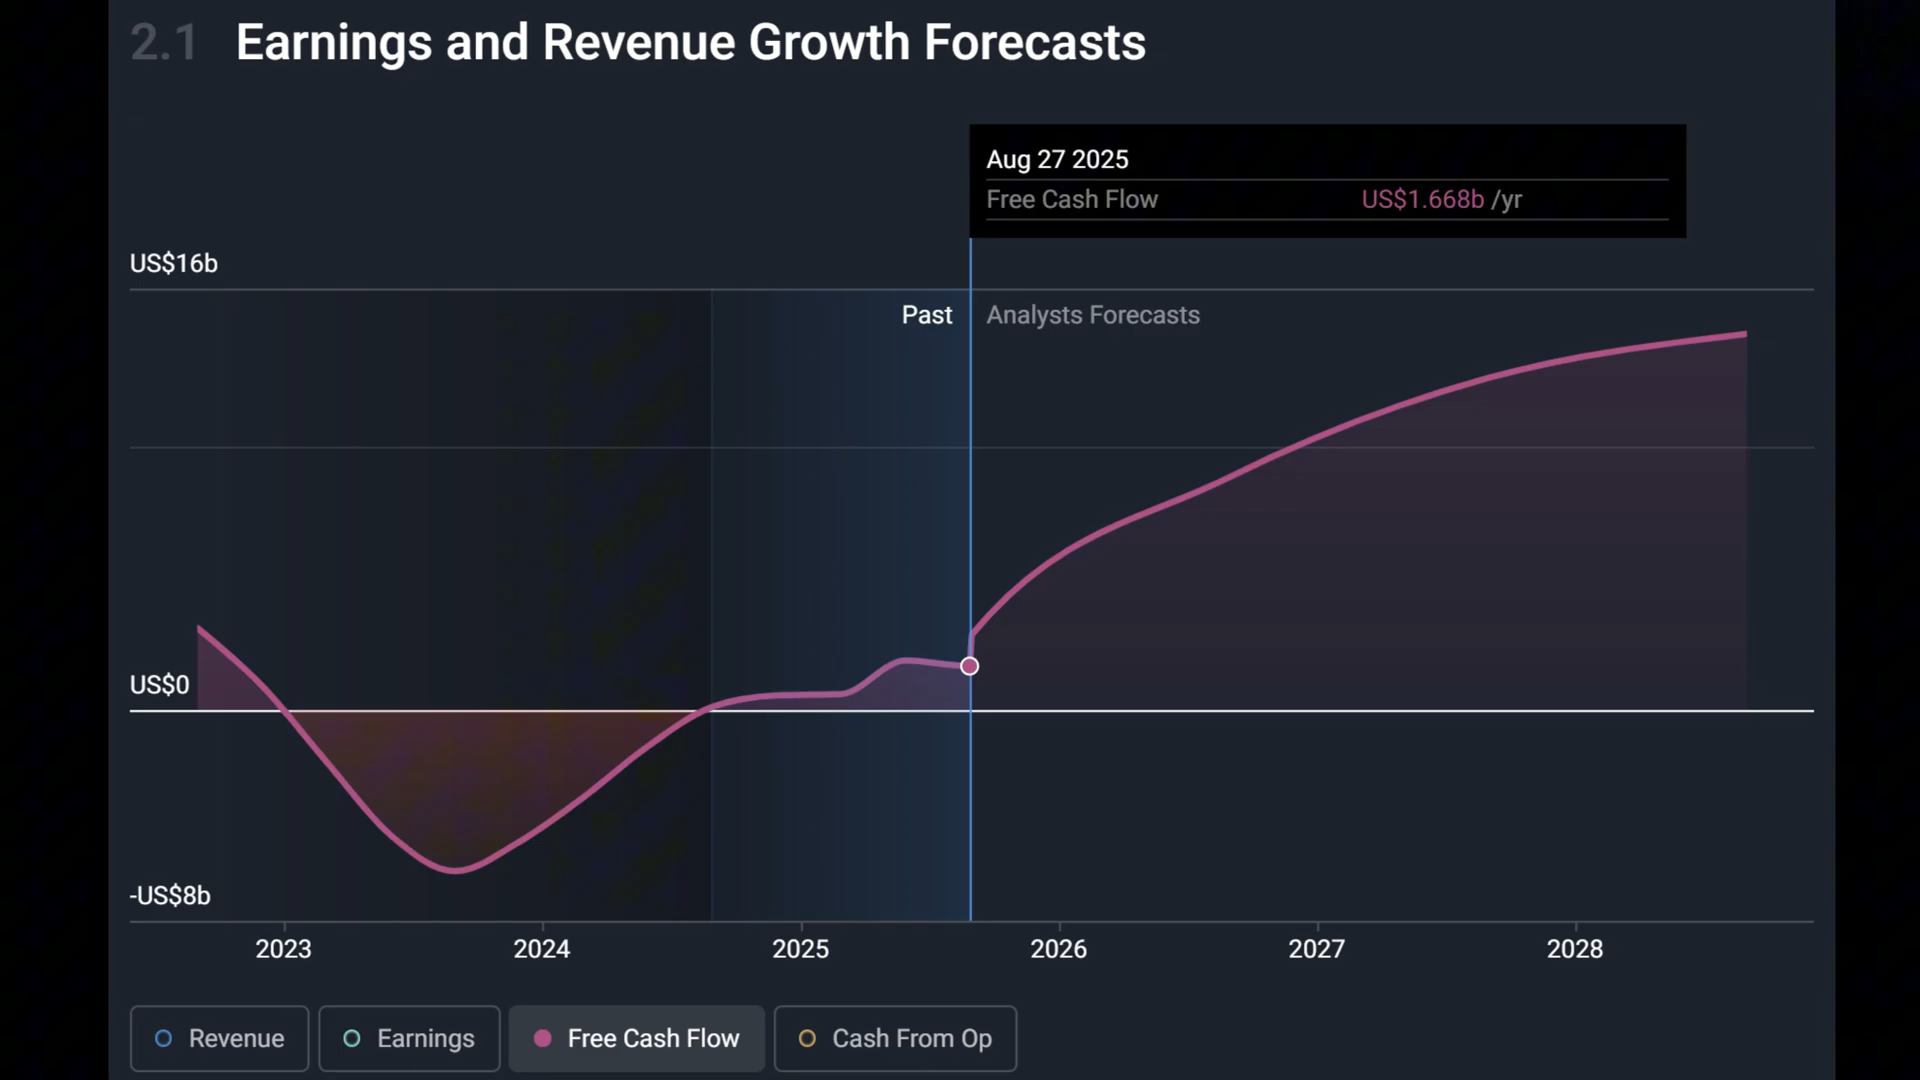 2.1 Earnings and Revenue Growth Forecasts
Aug 27 2025
Free Cash Flow US$1.668b /yr
US$16b
Past Analysts Forecasts
US$0
-US$8b
2023 2024 2025 2026 2027 2028
Revenue Earnings Free Cash Flow Cash From Op